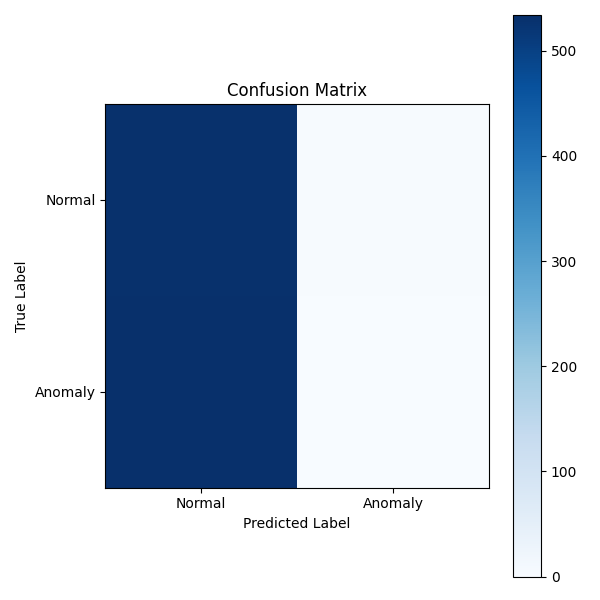 Confusion Matrix
True Label
Normal
Anomaly
Normal Anomaly
Predicted Label
500
400
300
200
100
0